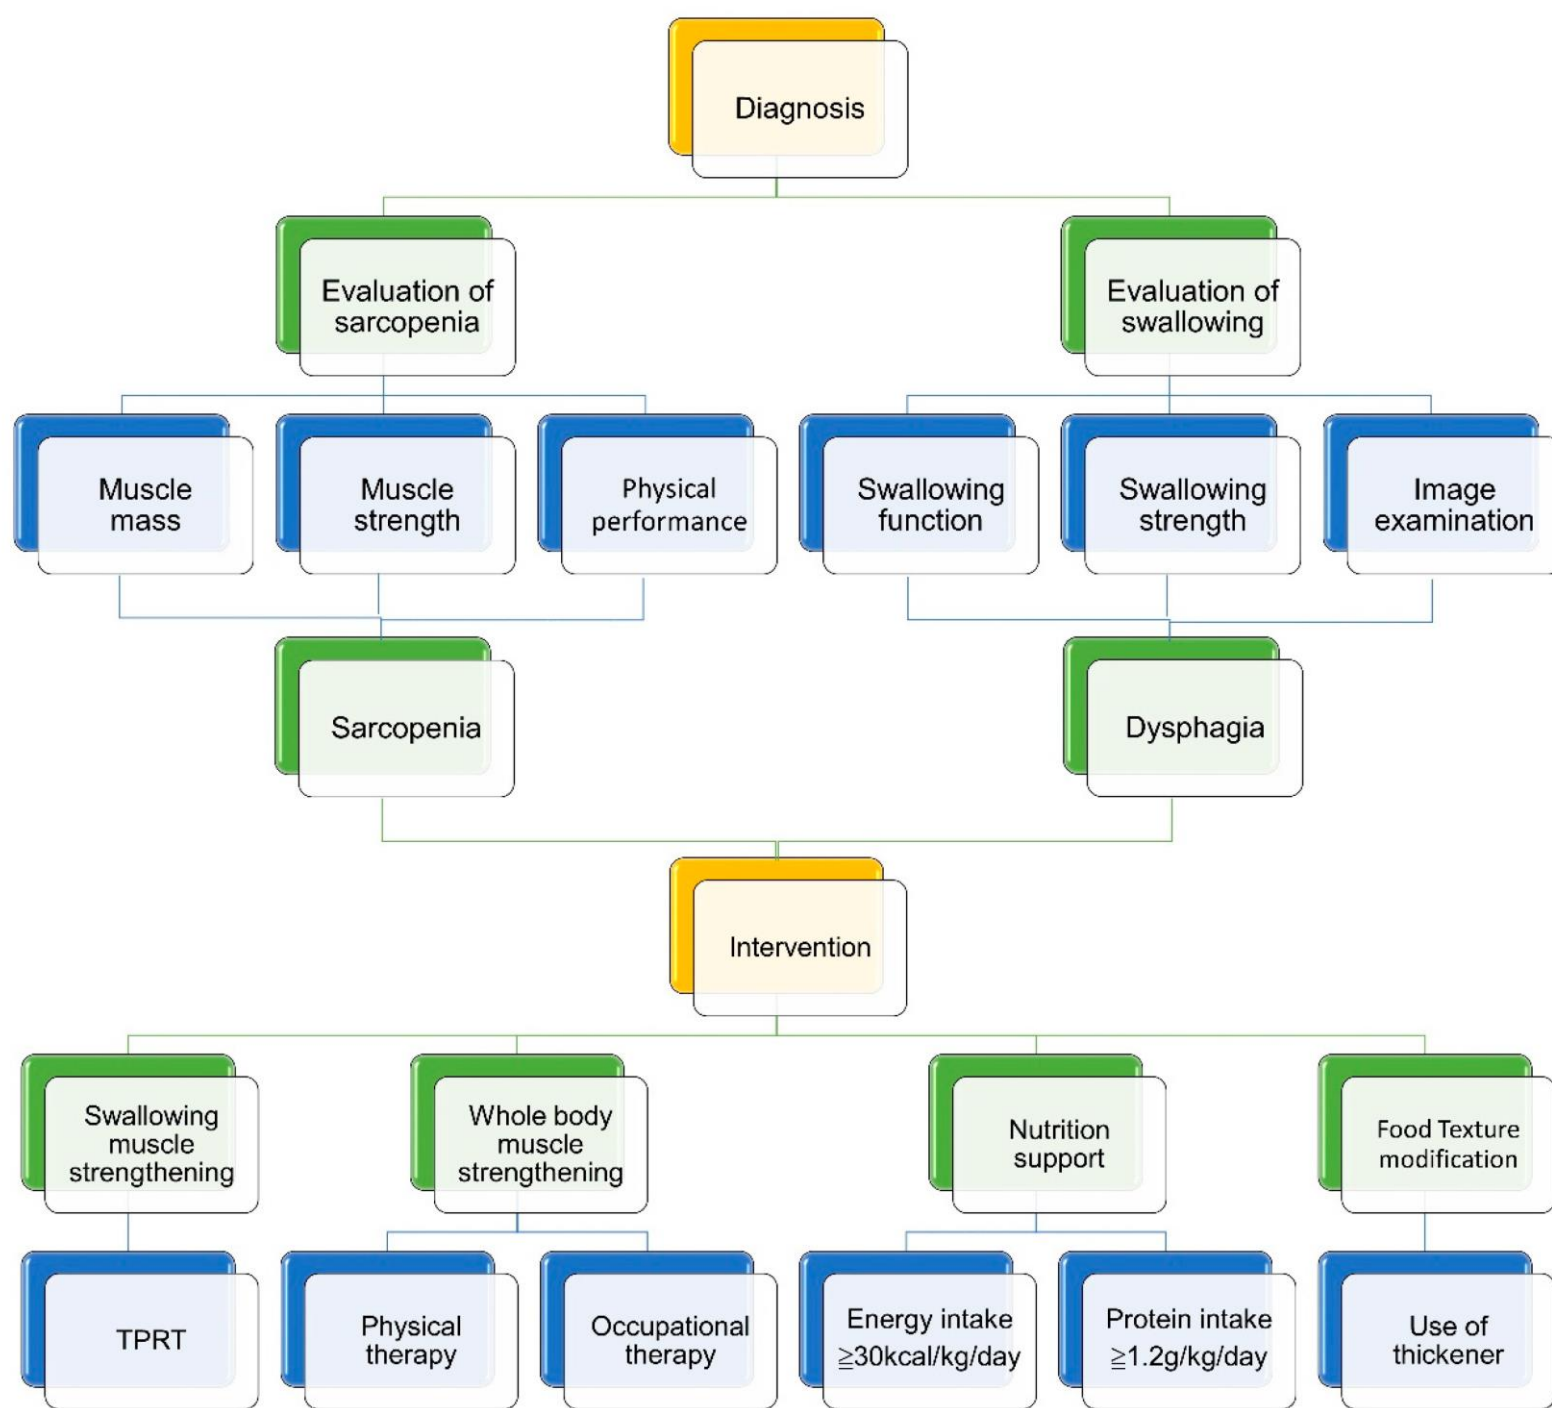 Diagnosis
Evaluation of
sarcopenia
Evaluation of
swallowing
Muscle
mass
Muscle
strength
Physical
performance
Swallowing
function
Swallowing
strength
Image
examination
Sarcopenia
Dysphagia
Intervention
Swallowing
muscle
strengthening
Whole body
muscle
strengthening
Nutrition
support
Food Texture
modification
TPRT
Physical
therapy
Occupational
therapy
Energy intake
≧30kcal/kg/day
Protein intake
≧1.2g/kg/day
Use of
thickener